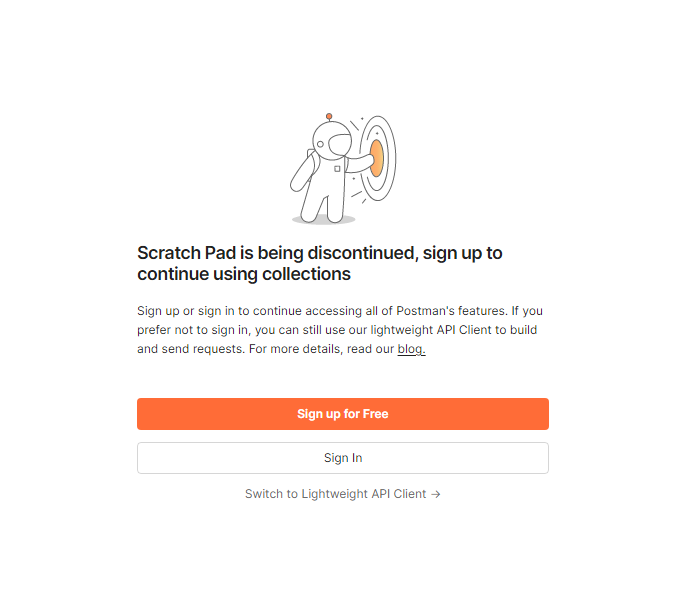 Scratch Pad is being discontinued, sign up to
continue using collections
Sign up or sign in to continue accessing all of Postman's features. If you
prefer not to sign in, you can still use our lightweight API Client to build
and send requests. For more details, read our blog.
Sign up for Free
Sign In
Switch to Lightweight API Client →